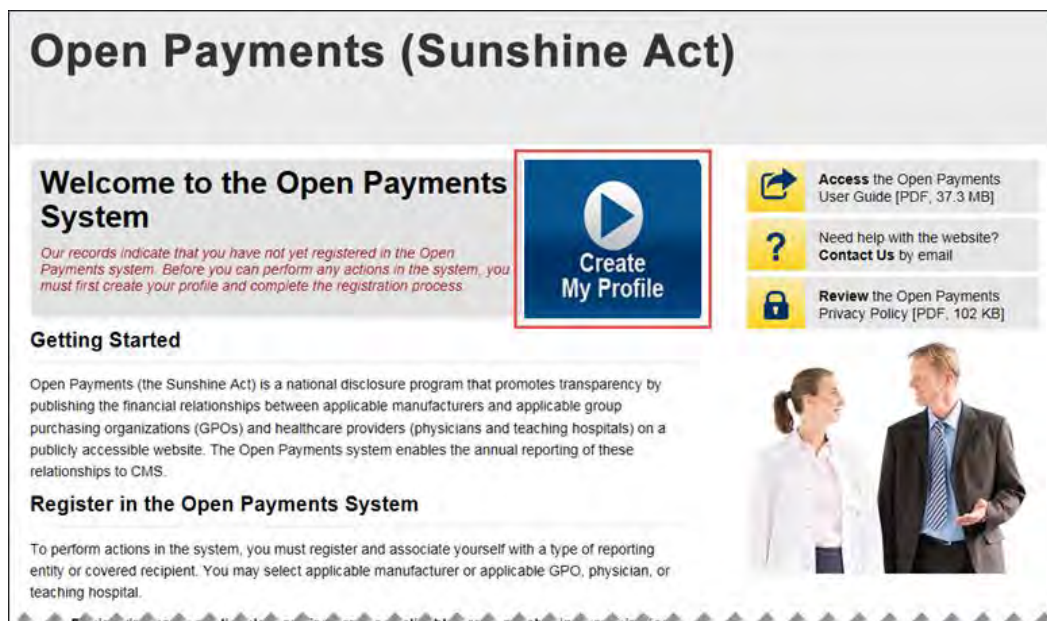 Open Payments (Sunshine Act)
Welcome to the Open Payments
System
Our records indicate that you have not yet registered in the Open
Payments system. Before you can perform any actions in the system, you
must first create your profile and complete the registration process
Create
My Profile
Access the Open Payments
User Guide [PDF, 37.3 MB]
?
Need help with the website?
Contact Us by email
Review the Open Payments
Privacy Policy [PDF, 102 KB]
Getting Started
Open Payments (the Sunshine Act) is a national disclosure program that promotes transparency by
publishing the financial relationships between applicable manufacturers and applicable group
purchasing organizations (GPOs) and healthcare providers (physicians and teaching hospitals) on a
publicly accessible website. The Open Payments system enables the annual reporting of these
relationships to CMS.
Register in the Open Payments System
To perform actions in the system, you must register and associate yourself with a type of reporting
entity or covered recipient. You may select applicable manufacturer or applicable GPO, physician, or
teaching hospital.